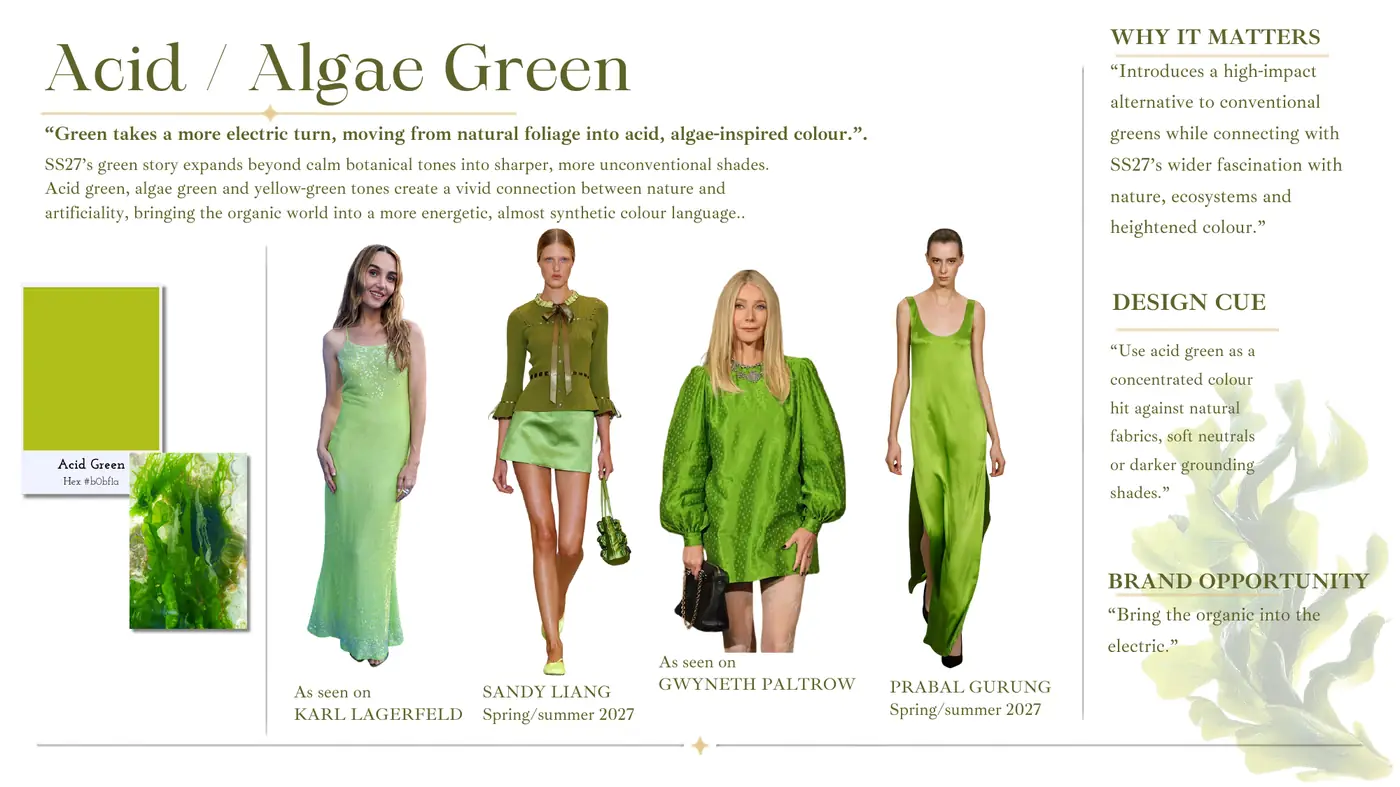 Acid / Algae Green
“Green takes a more electric turn, moving from natural foliage into acid, algae-inspired colour.”.
SS27’s green story expands beyond calm botanical tones into sharper, more unconventional shades.
Acid green, algae green and yellow-green tones create a vivid connection between nature and
artificiality, bringing the organic world into a more energetic, almost synthetic colour language..
Acid Green
Hex #b0bf1a
As seen on
KARL LAGERFELD
SANDY LIANG
Spring/summer 2027
As seen on
GWYNETH PALTROW
PRABAL GURUNG
Spring/summer 2027
WHY IT MATTERS
“Introduces a high-impact
alternative to conventional
greens while connecting with
SS27’s wider fascination with
nature, ecosystems and
heightened colour.”
DESIGN CUE
“Use acid green as a
concentrated colour
hit against natural
fabrics, soft neutrals
or darker grounding
shades.”
BRAND OPPORTUNITY
“Bring the organic into the
electric.”